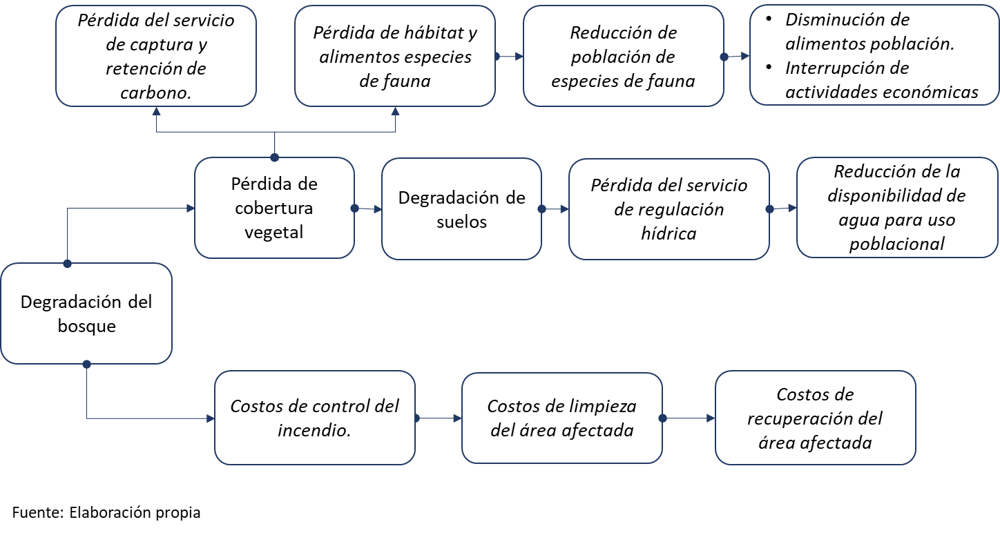 Pérdida del servicio
de captura y
retención de
carbono.
Pérdida de hábitat y
alimentos especies
de fauna
Reducción de
población de
especies de fauna
• Disminución de
alimentos población.
• Interrupción de
actividades económicas
Pérdida de
cobertura
vegetal
Degradación de
suelos
Pérdida del servicio
de regulación
hídrica
Reducción de la
disponibilidad de
agua para uso
poblacional
Degradación del
bosque
Costos de control del
incendio.
Costos de limpieza
del área afectada
Costos de
recuperación del
área afectada
Fuente: Elaboración propia